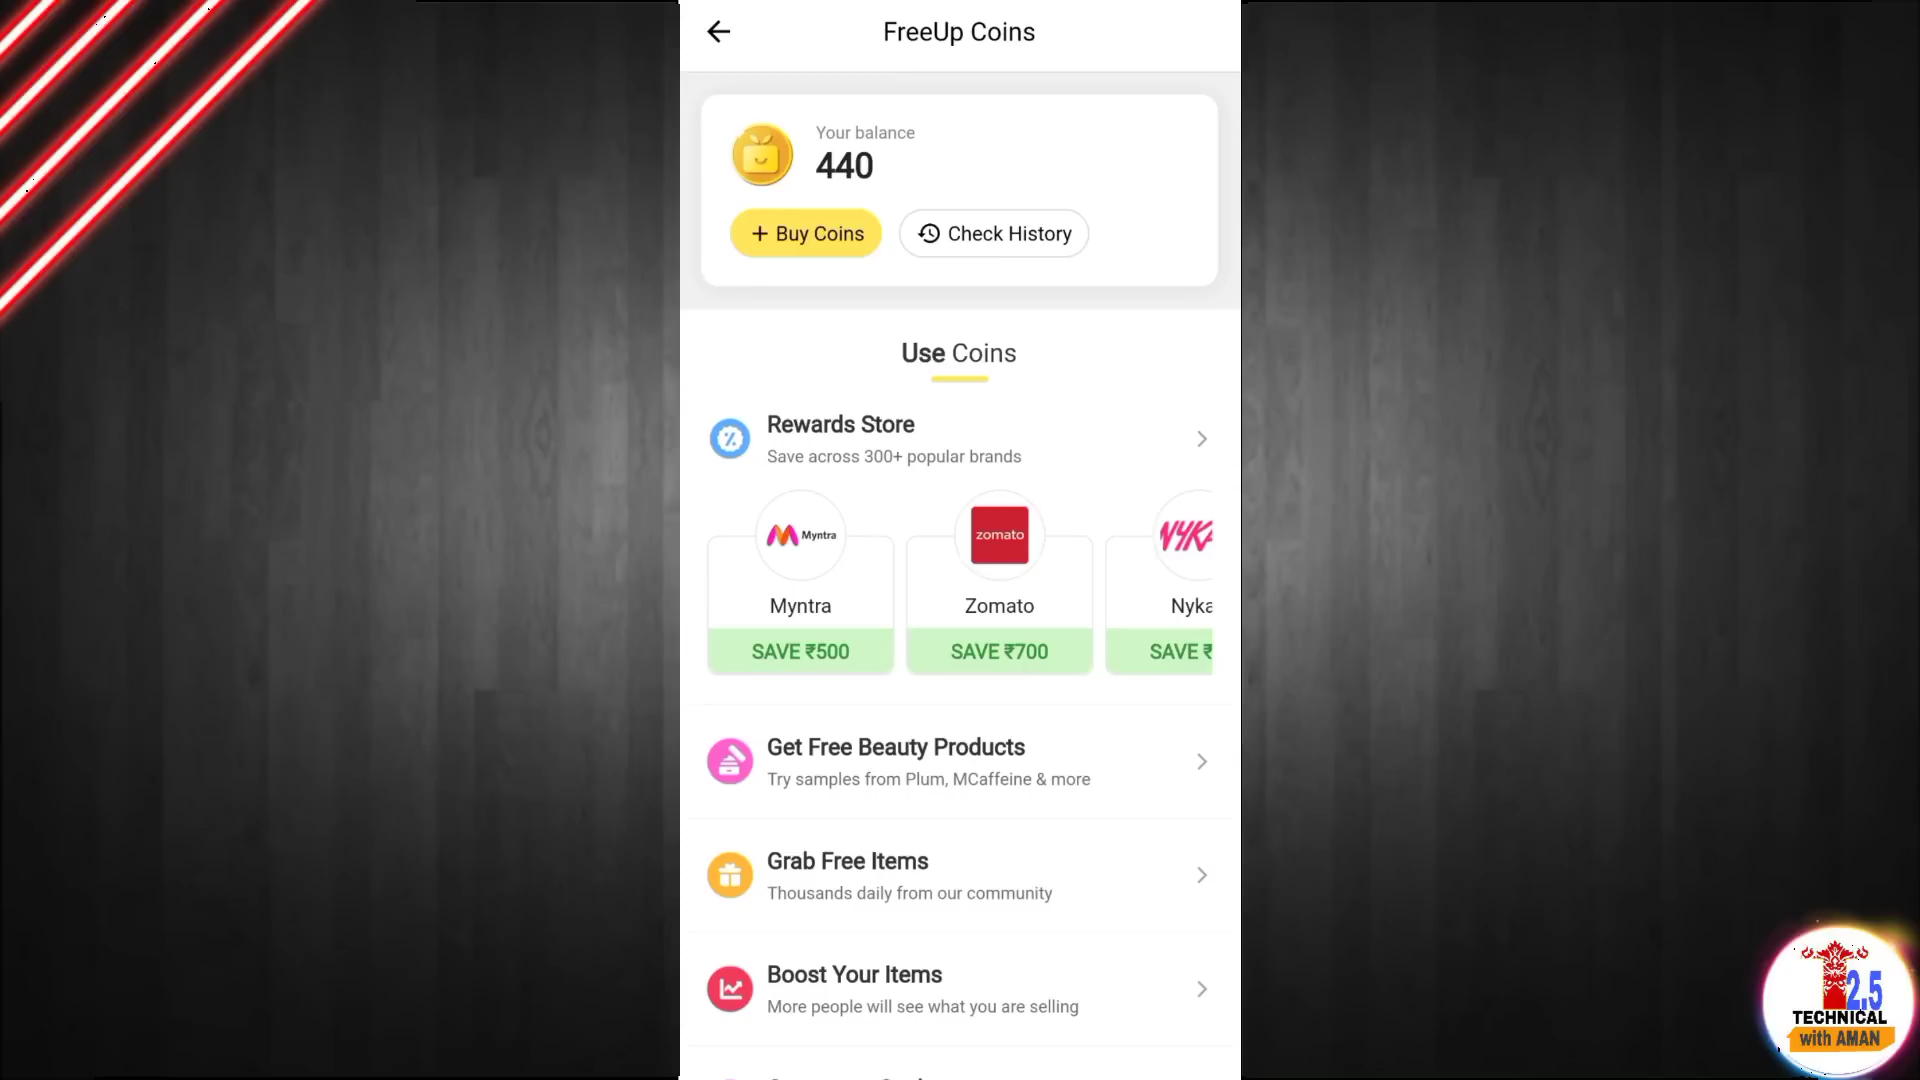 FreeUp Coins
Your balance
440
+ Buy Coins
Check History
Use Coins
Rewards Store
Save across 300+ popular brands
Myntra
zomato
Myntra
Zomato
SAVE ₹500
SAVE ₹700
SAVE ₹
Get Free Beauty Products
Try samples from Plum, MCaffeine & more
Grab Free Items
Thousands daily from our community
Boost Your Items
More people will see what you are selling
2.5
TECHNICAL
with AMAN